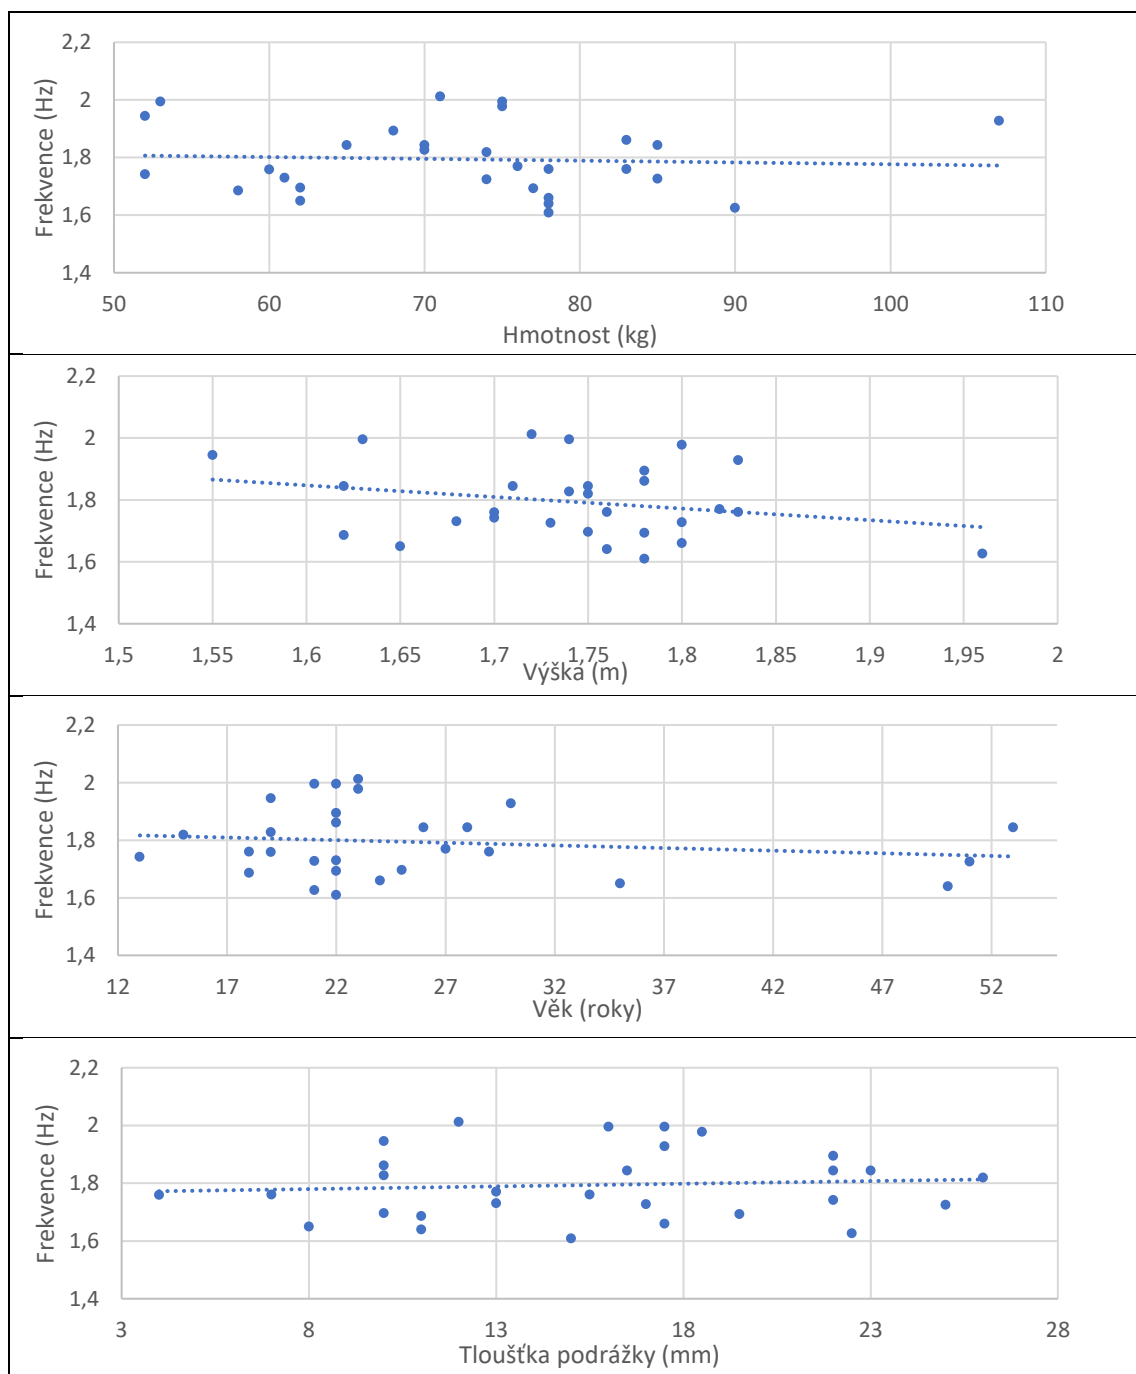 2,2
2
1,8
1,6
1,4
Frekvence (Hz)
50 60 70 80 90 100 110
Hmotnost (kg)
2,2
2
1,8
1,6
1,4
Frekvence (Hz)
1,5 1,55 1,6 1,65 1,7 1,75 1,8 1,85 1,9 1,95 2
Výška (m)
2,2
2
1,8
1,6
1,4
Frekvence (Hz)
12 17 22 27 32 37 42 47 52
Věk (roky)
2,2
2
1,8
1,6
1,4
Frekvence (Hz)
3 8 13 18 23 28
Tloušťka podrážky (mm)